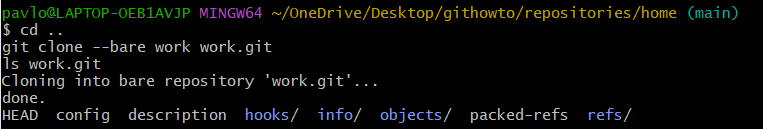 pavlo@LAPTOP-OEB1AVJP MINGW64 ~/OneDrive/Desktop/githowto/repositories/home (main)
$ cd ..
git clone --bare work work.git
ls work.git
Cloning into bare repository 'work.git'...
done.
HEAD  config  description  hooks/  info/  objects/  packed-refs  refs/